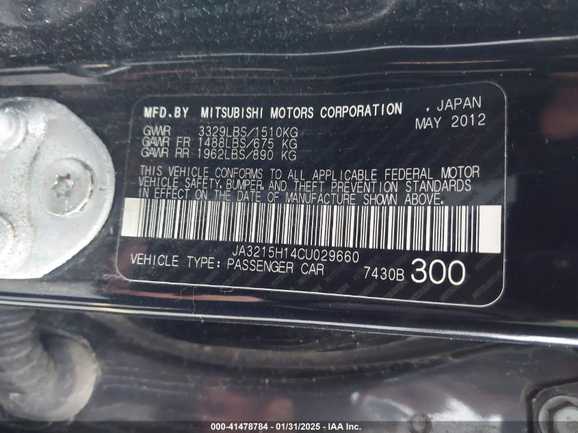 MFD.BY MITSUBISHI MOTORS CORPORATION , JAPAN
GVWR 3329LBS/1510KG MAY 2012
GAWR FR 1488LBS/675 KG
GAWR RR 1962LBS/890 KG
THIS VEHICLE CONFORMS TO ALL APPLICABLE FEDERAL MOTOR
VEHICLE SAFETY, BUMPER, AND THEFT PREVENTION STANDARDS
IN EFFECT ON THE DATE OF MANUFACTURE SHOWN ABOVE.
JA3215H14CU029660
VEHICLE TYPE: PASSENGER CAR 7430B 300
000-41478784 - 01/31/2025 - IAA Inc.